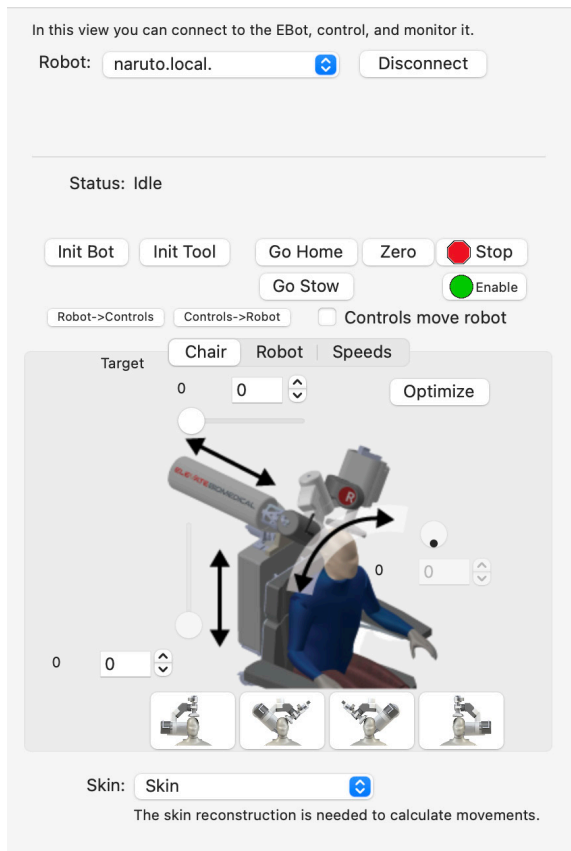 In this view you can connect to the EBot, control, and monitor it.
Robot: naruto.local. Disconnect
Status: Idle
Init Bot Init Tool Go Home Zero Stop
Go Stow Enable
Robot->Controls Controls->Robot Controls move robot
Chair Robot Speeds
Target
0 0 Optimize
ELEVATE BIOMEDICAL
R
0 0
0 0
Skin: Skin
The skin reconstruction is needed to calculate movements.